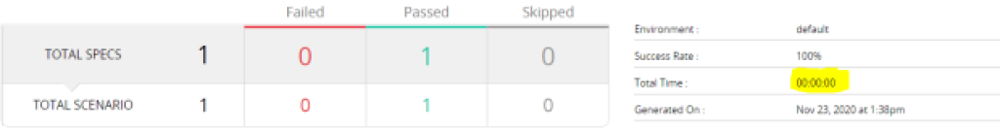 Failed Passed Skipped
TOTAL SPECS 1 0 1 0
TOTAL SCENARIO 1 0 1 0
Environment : default
Success Rate : 100%
Total Time : 00:00:00
Generated On : Nov 23, 2020 at 1:38pm